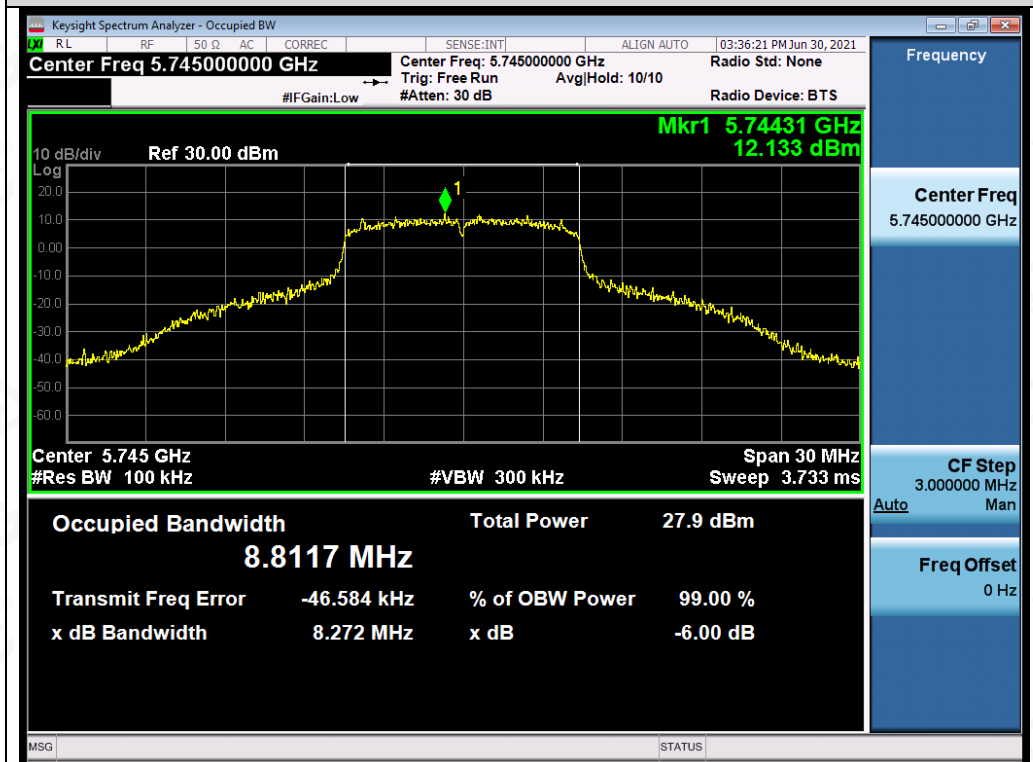 Keysight Spectrum Analyzer - Occupied BW
LXI RL RF 50 Ω AC CORREC SENSE:INT ALIGN AUTO 03:36:21 PM Jun 30, 2021
Center Freq 5.745000000 GHz Center Freq: 5.745000000 GHz Radio Std: None
Trig: Free Run Avg|Hold: 10/10
#IFGain:Low #Atten: 30 dB Radio Device: BTS
Frequency
Mkr1 5.74431 GHz
12.133 dBm
10 dB/div Ref 30.00 dBm
Log
20.0
10.0
0.00
-10.0
-20.0
-30.0
-40.0
-50.0
-60.0
1
Center Freq
5.745000000 GHz
Center 5.745 GHz Span 30 MHz
#Res BW 100 kHz #VBW 300 kHz Sweep 3.733 ms
CF Step
3.000000 MHz
Auto Man
Occupied Bandwidth Total Power 27.9 dBm
8.8117 MHz
Freq Offset
0 Hz
Transmit Freq Error -46.584 kHz % of OBW Power 99.00 %
x dB Bandwidth 8.272 MHz x dB -6.00 dB
MSG STATUS